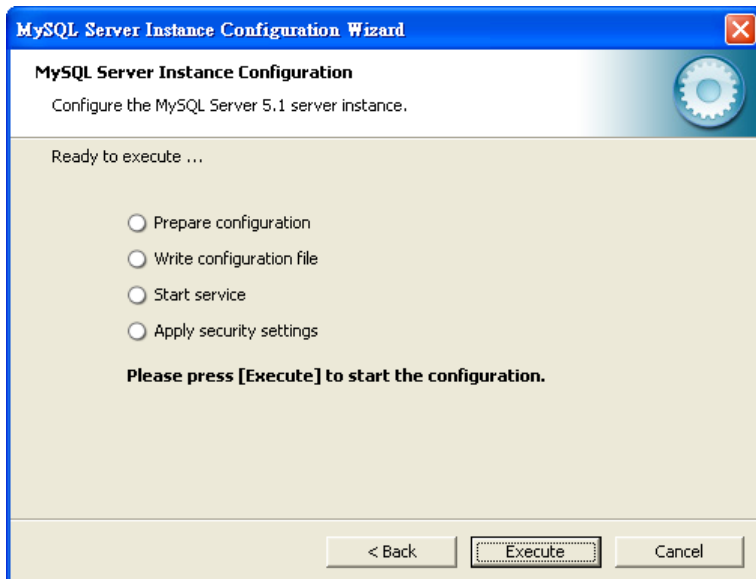 MySQL Server Instance Configuration Wizard
MySQL Server Instance Configuration
Configure the MySQL Server 5.1 server instance.
Ready to execute ...
Prepare configuration
Write configuration file
Start service
Apply security settings
Please press [Execute] to start the configuration.
< Back Execute Cancel